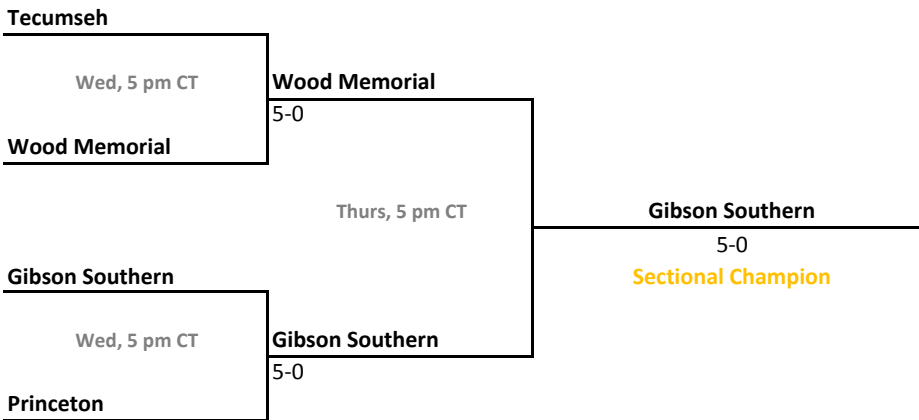 Tecumseh
Wed, 5 pm CT
Wood Memorial
5-0
Wood Memorial
Thurs, 5 pm CT
Gibson Southern
5-0
Sectional Champion
Gibson Southern
Wed, 5 pm CT
Gibson Southern
5-0
Princeton